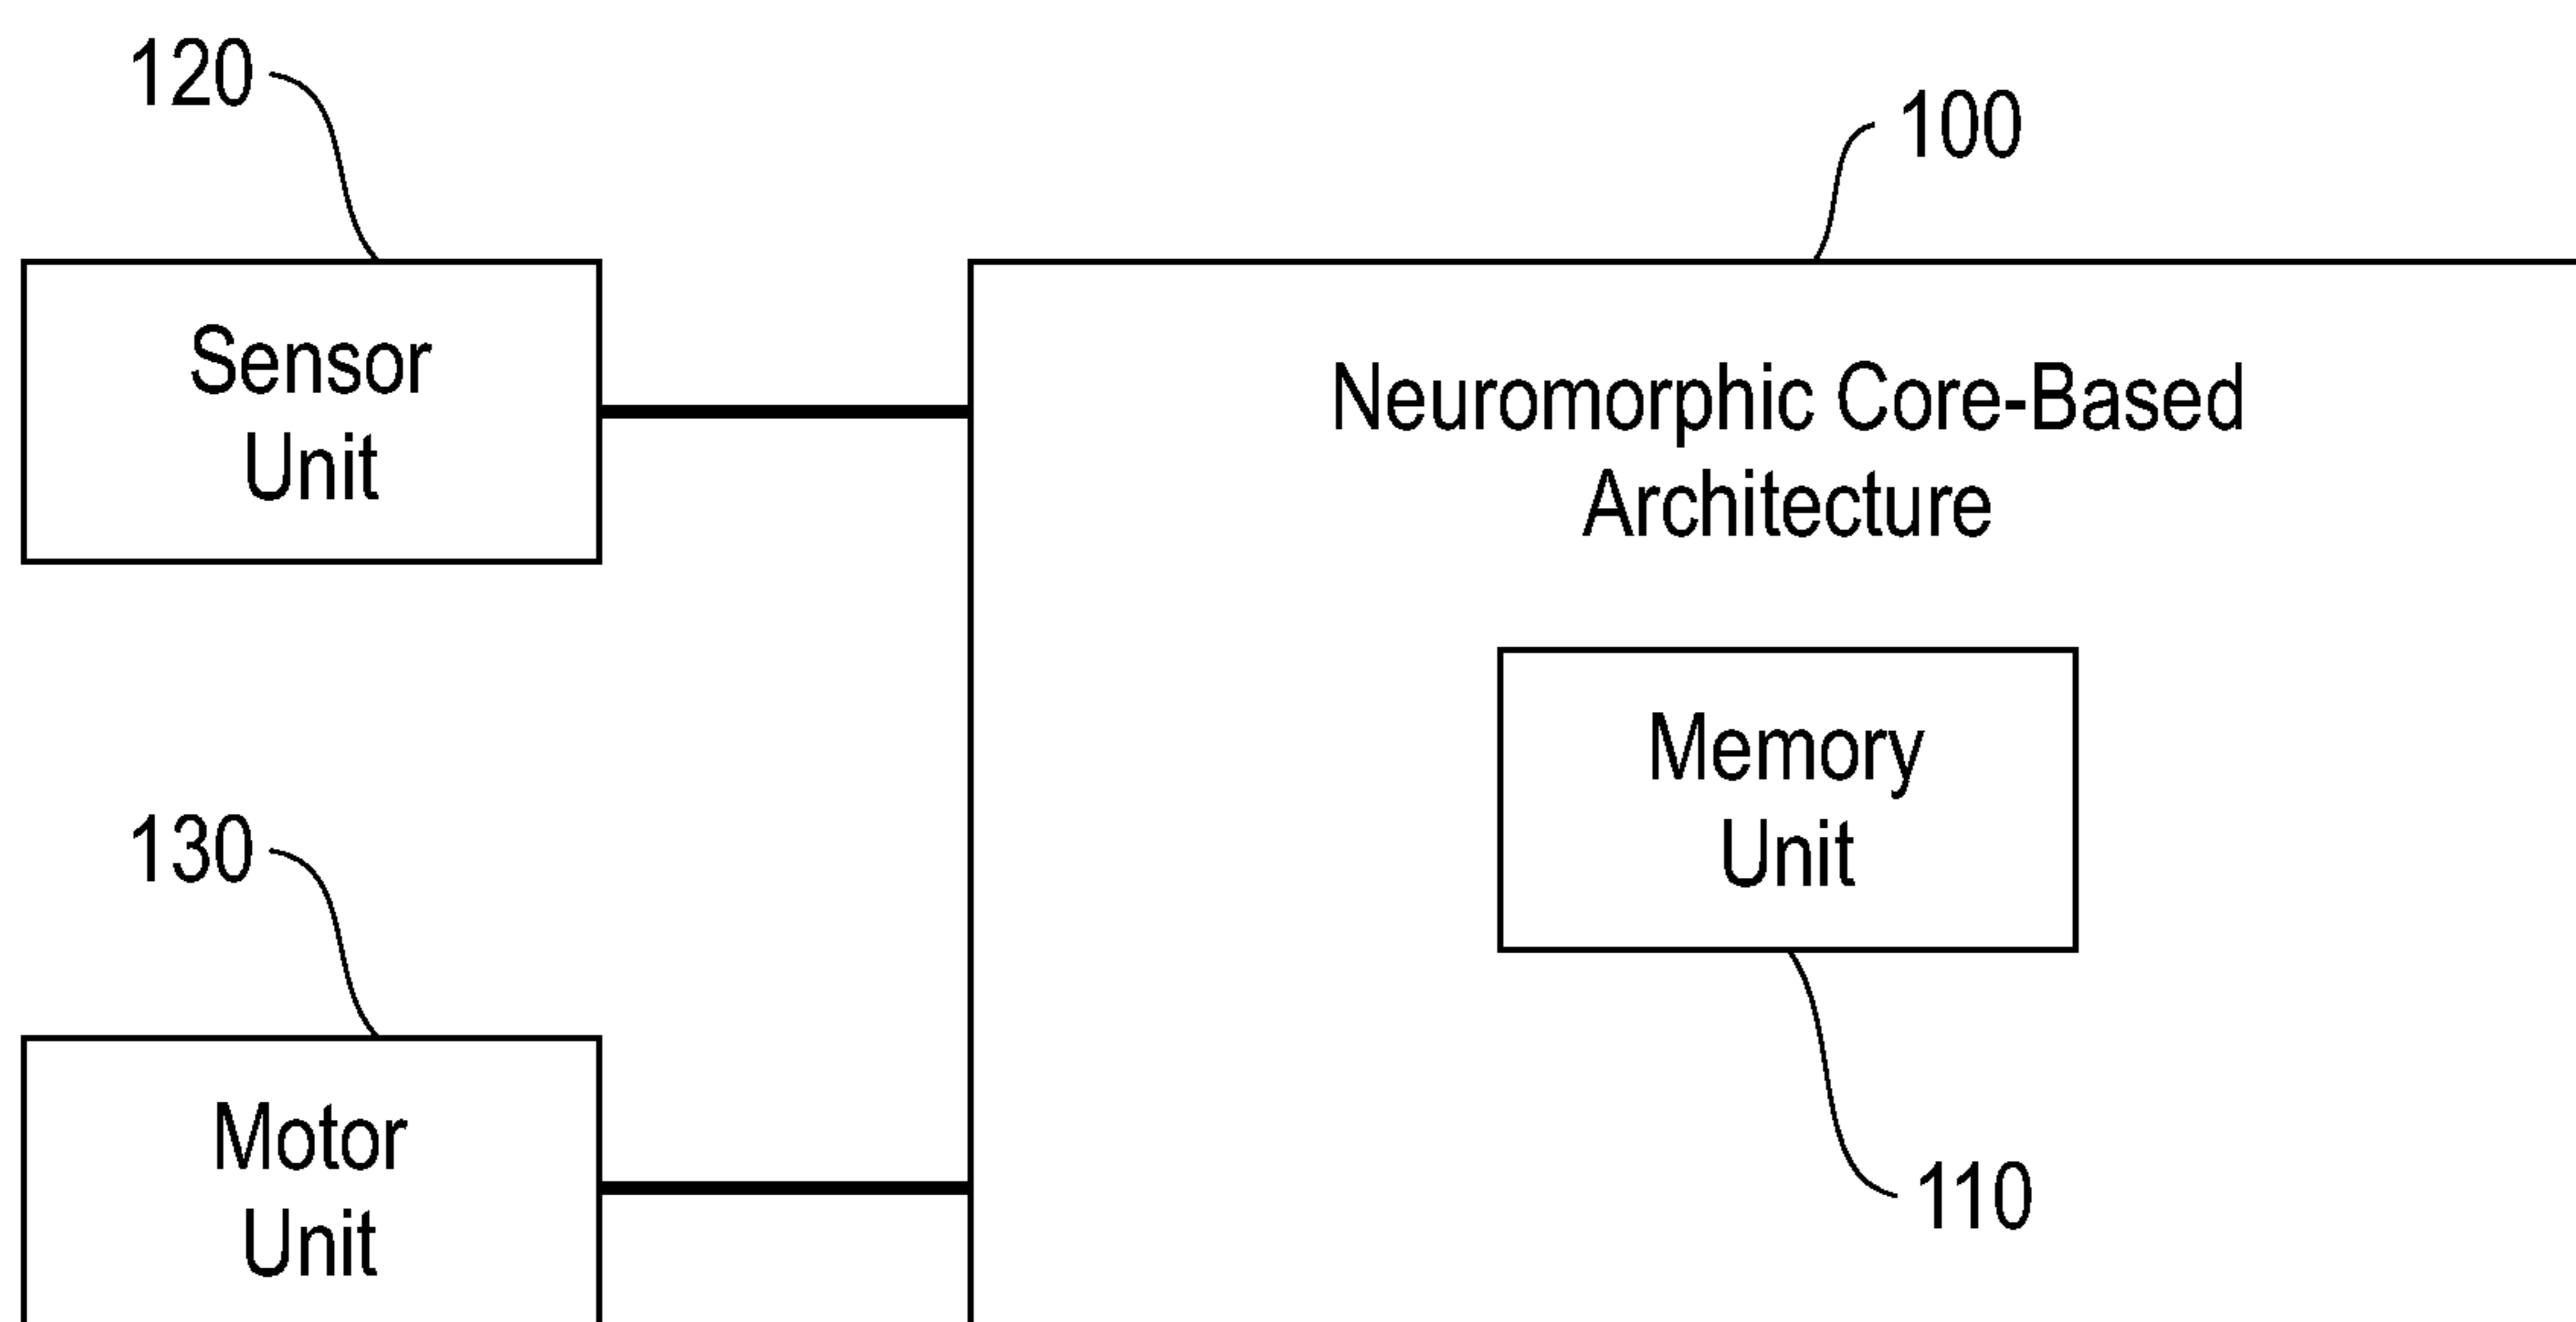 120
100
Sensor
Unit
Neuromorphic Core-Based
Architecture
Memory
Unit
130
Motor
Unit
110